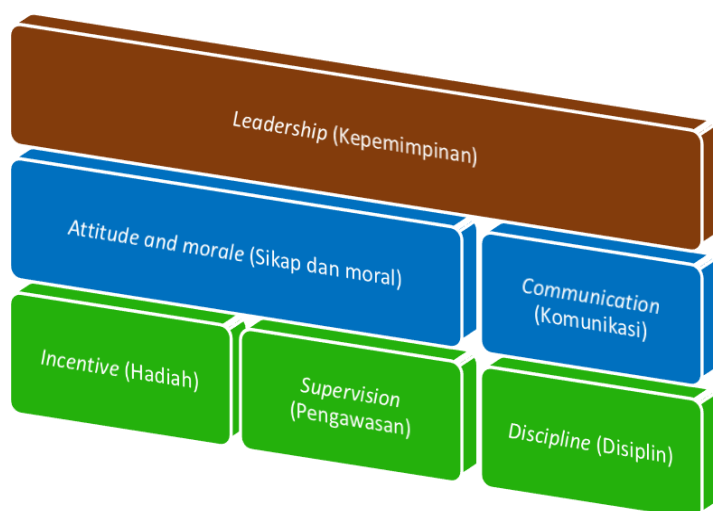 Leadership (Kepemimpinan)
Attitude and morale (Sikap dan moral)
Communication
(Komunikasi)
Incentive (Hadiah)
Supervision
(Pengawasan)
Discipline (Disiplin)